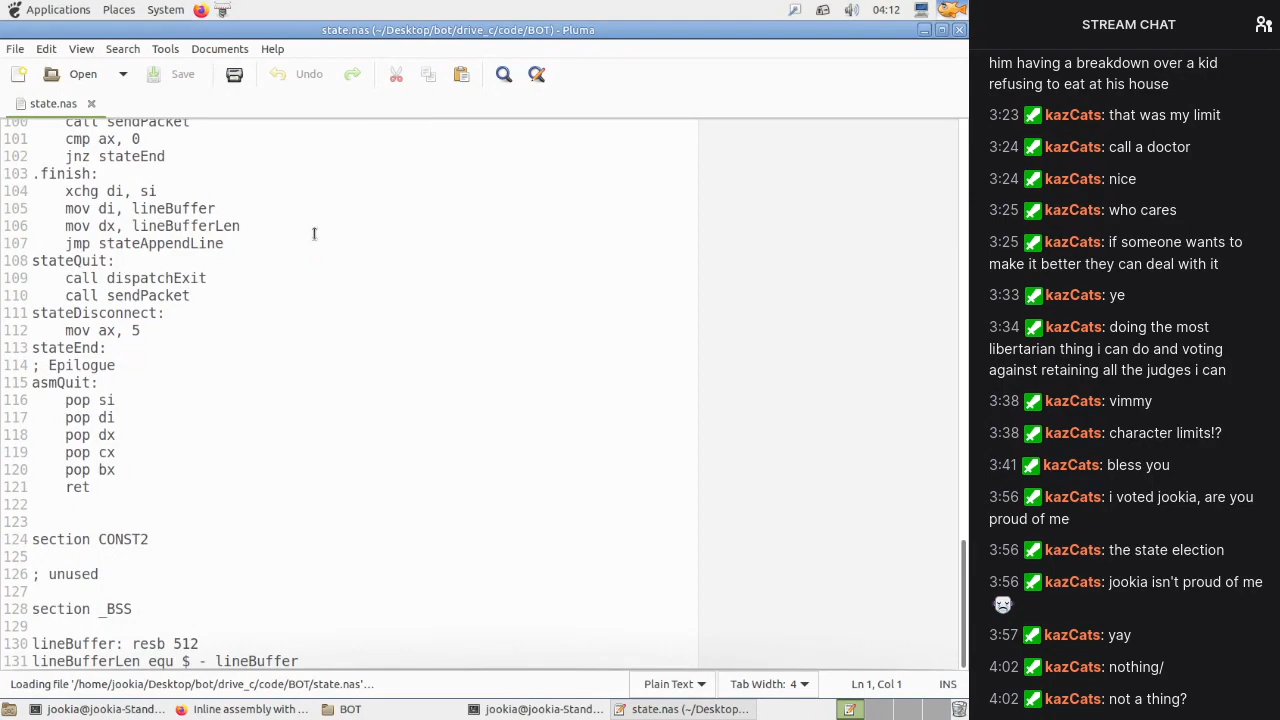 Applications Places System 04:12
state.nas (~/Desktop/bot/drive_c/code/BOT) - Pluma
File Edit View Search Tools Documents Help
Open Save Undo
state.nas
100 call sendPacket
101 cmp ax, 0
102 jnz stateEnd
103 .finish:
104 xchg di, si
105 mov di, lineBuffer
106 mov dx, lineBufferLen
107 jmp stateAppendLine
108 stateQuit:
109 call dispatchExit
110 call sendPacket
111 stateDisconnect:
112 mov ax, 5
113 stateEnd:
114 ; Epilogue
115 asmQuit:
116 pop si
117 pop di
118 pop dx
119 pop cx
120 pop bx
121 ret
122
123
124 section CONST2
125
126 ; unused
127
128 section _BSS
129
130 lineBuffer: resb 512
131 lineBufferLen equ $ - lineBuffer
Loading file '/home/jookia/Desktop/bot/drive_c/code/BOT/state.nas'... Plain Text Tab Width: 4 Ln 1, Col 1 INS
jookia@jookia-Stand... Inline assembly with ... BOT jookia@jookia-Stand... state.nas (~/Desktop...
STREAM CHAT
him having a breakdown over a kid
refusing to eat at his house
3:23 kazCats: that was my limit
3:24 kazCats: call a doctor
3:24 kazCats: nice
3:25 kazCats: who cares
3:25 kazCats: if someone wants to
make it better they can deal with it
3:33 kazCats: ye
3:34 kazCats: doing the most
libertarian thing i can do and voting
against retaining all the judges i can
3:38 kazCats: vimmy
3:38 kazCats: character limits!?
3:41 kazCats: bless you
3:56 kazCats: i voted jookia, are you
proud of me
3:56 kazCats: the state election
3:56 kazCats: jookia isn't proud of me
3:57 kazCats: yay
4:02 kazCats: nothing/
4:02 kazCats: not a thing?